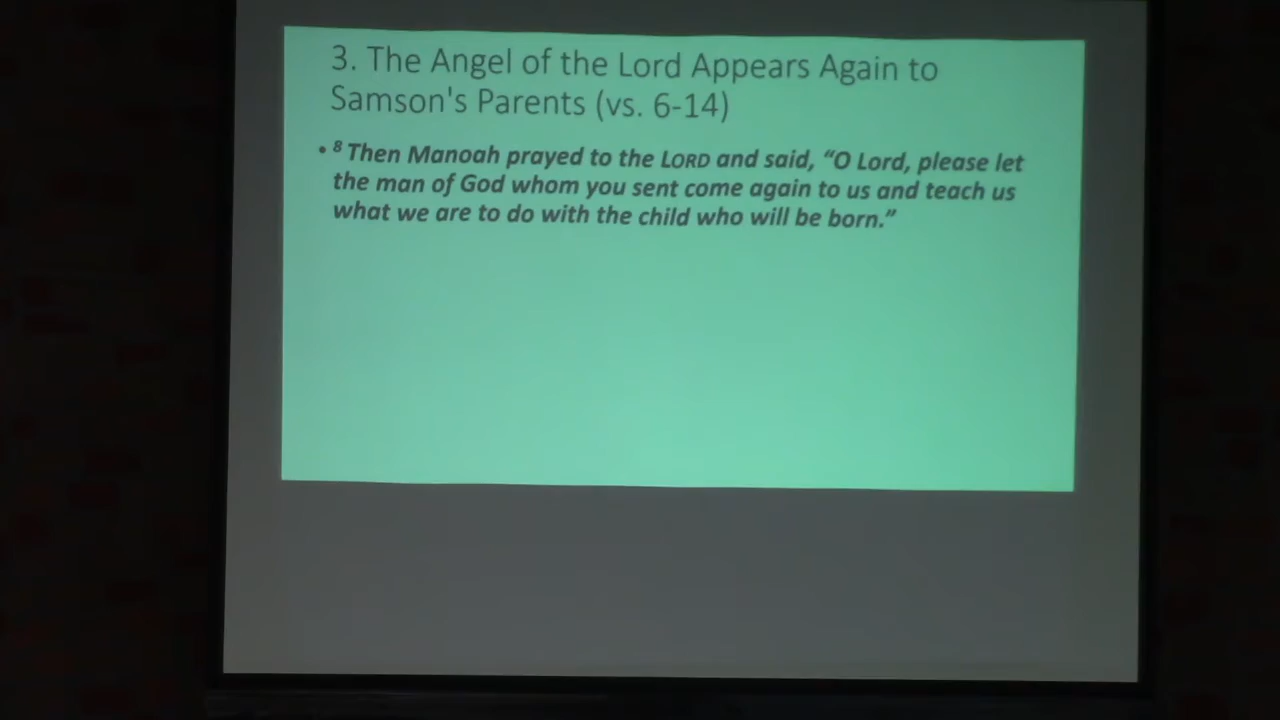 3. The Angel of the Lord Appears Again to
Samson's Parents (vs. 6-14)
• 8 Then Manoah prayed to the LORD and said, “O Lord, please let
the man of God whom you sent come again to us and teach us
what we are to do with the child who will be born.”